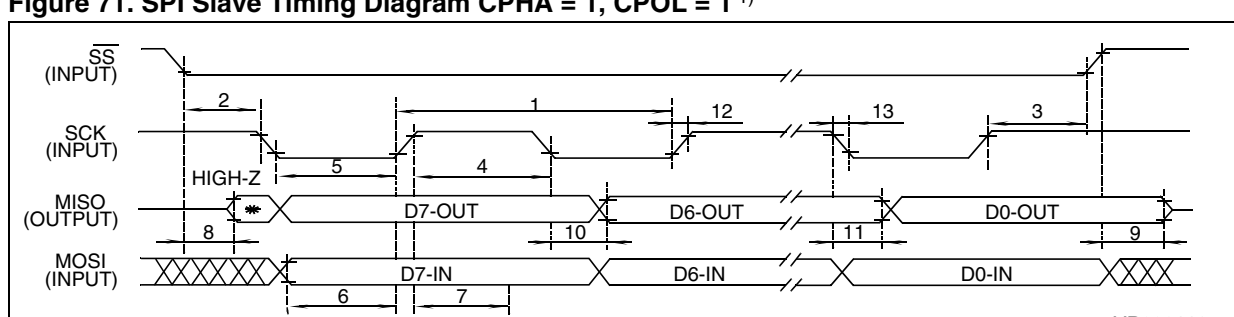 Figure 71. SPI Slave Timing Diagram CPHA = 1, CPOL = 1 1)
SS
(INPUT)
2
1
12
13
3
SCK
(INPUT)
5
4
HIGH-Z
MISO
(OUTPUT)
D7-OUT
D6-OUT
D0-OUT
8
10
11
9
MOSI
(INPUT)
D7-IN
D6-IN
D0-IN
6
7